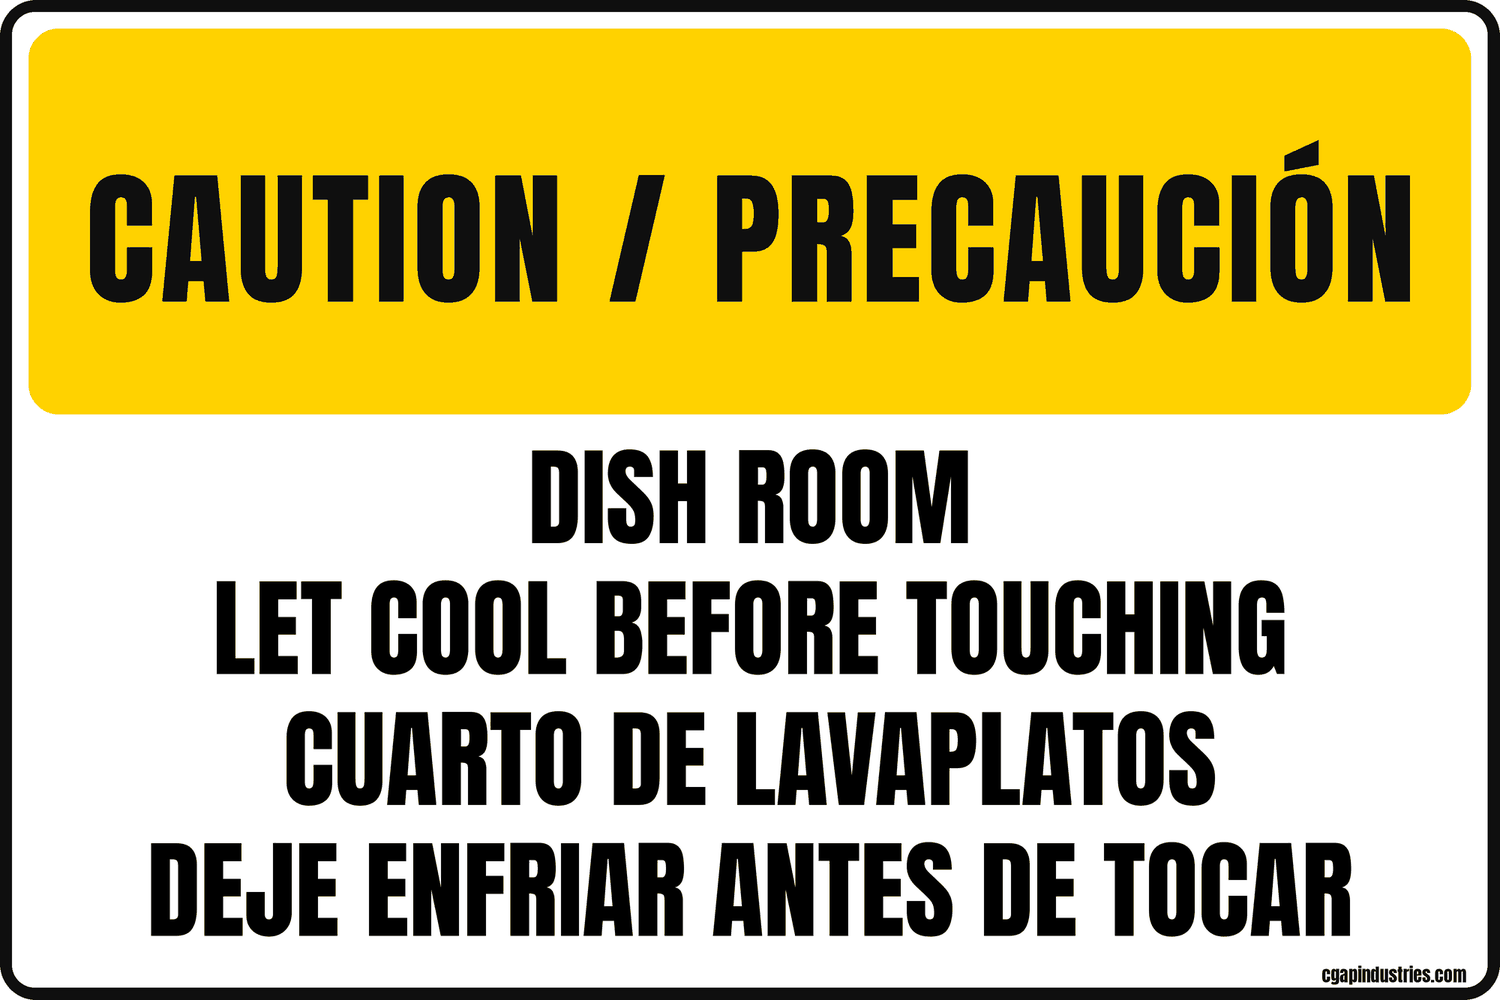 CAUTION / PRECAUCIÓN
DISH ROOM
LET COOL BEFORE TOUCHING
CUARTO DE LAVAPLATOS
DEJE ENFRIAR ANTES DE TOCAR
cgapindustries.com